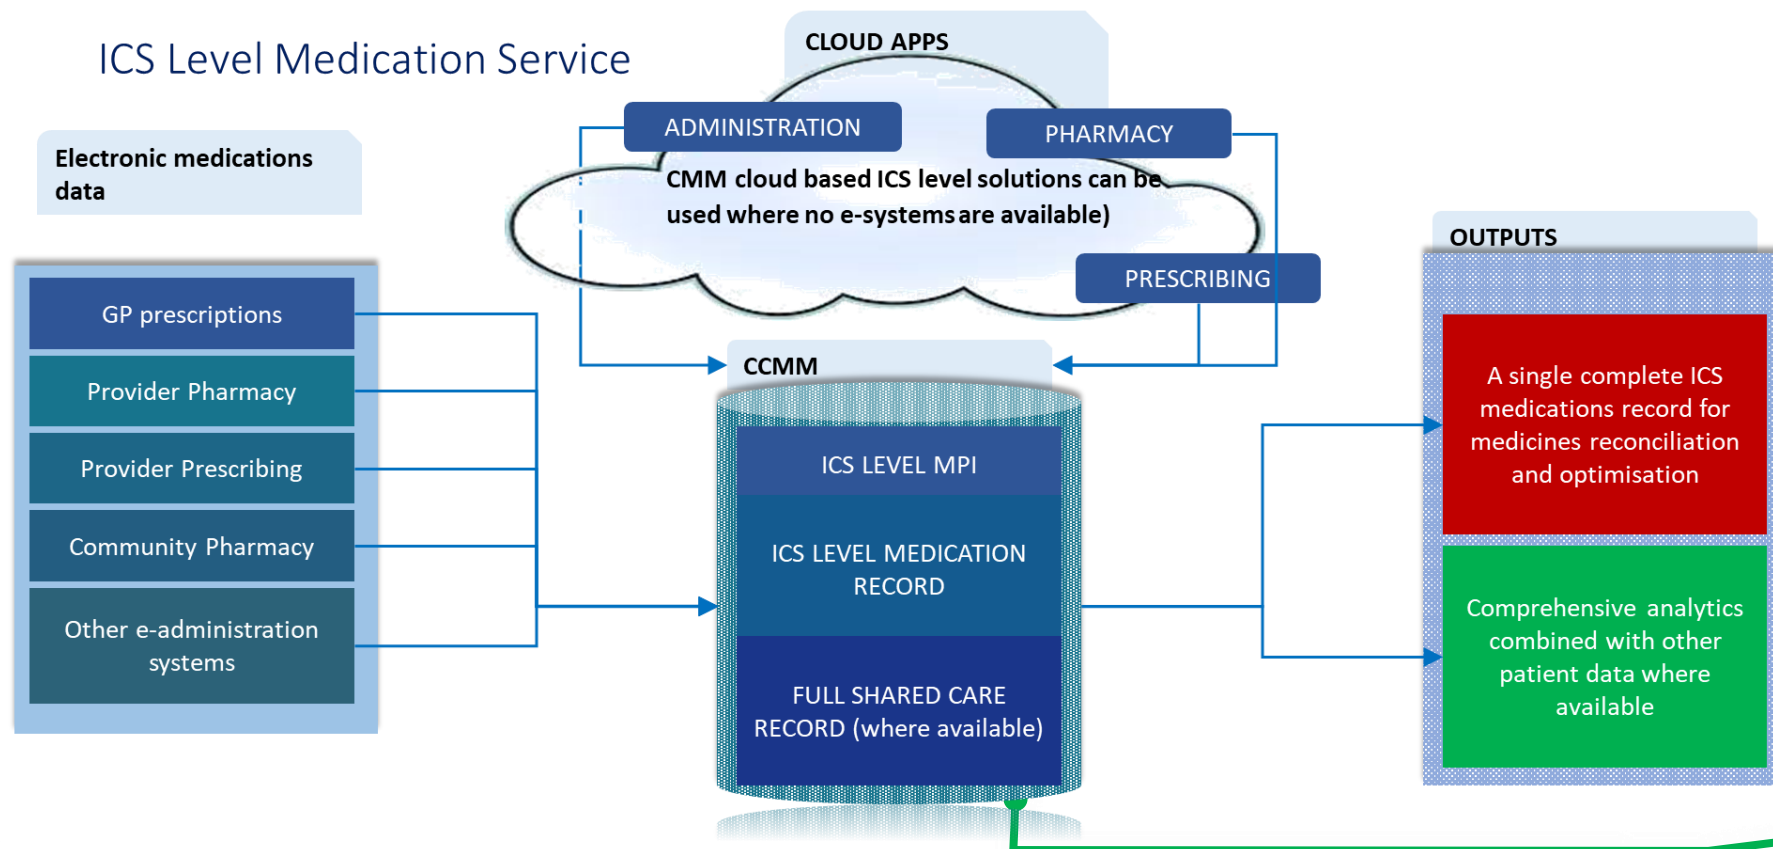 ICS Level Medication Service
Electronic medications
data
GP prescriptions
Provider Pharmacy
Provider Prescribing
Community Pharmacy
Other e-administration
systems
CLOUD APPS
ADMINISTRATION
PHARMACY
CMM cloud based ICS level solutions can be
used where no e-systems are available)
PRESCRIBING
CCMM
ICS LEVEL MPI
ICS LEVEL MEDICATION
RECORD
FULL SHARED CARE
RECORD (where available)
OUTPUTS
A single complete ICS
medications record for
medicines reconciliation
and optimisation
Comprehensive analytics
combined with other
patient data where
available